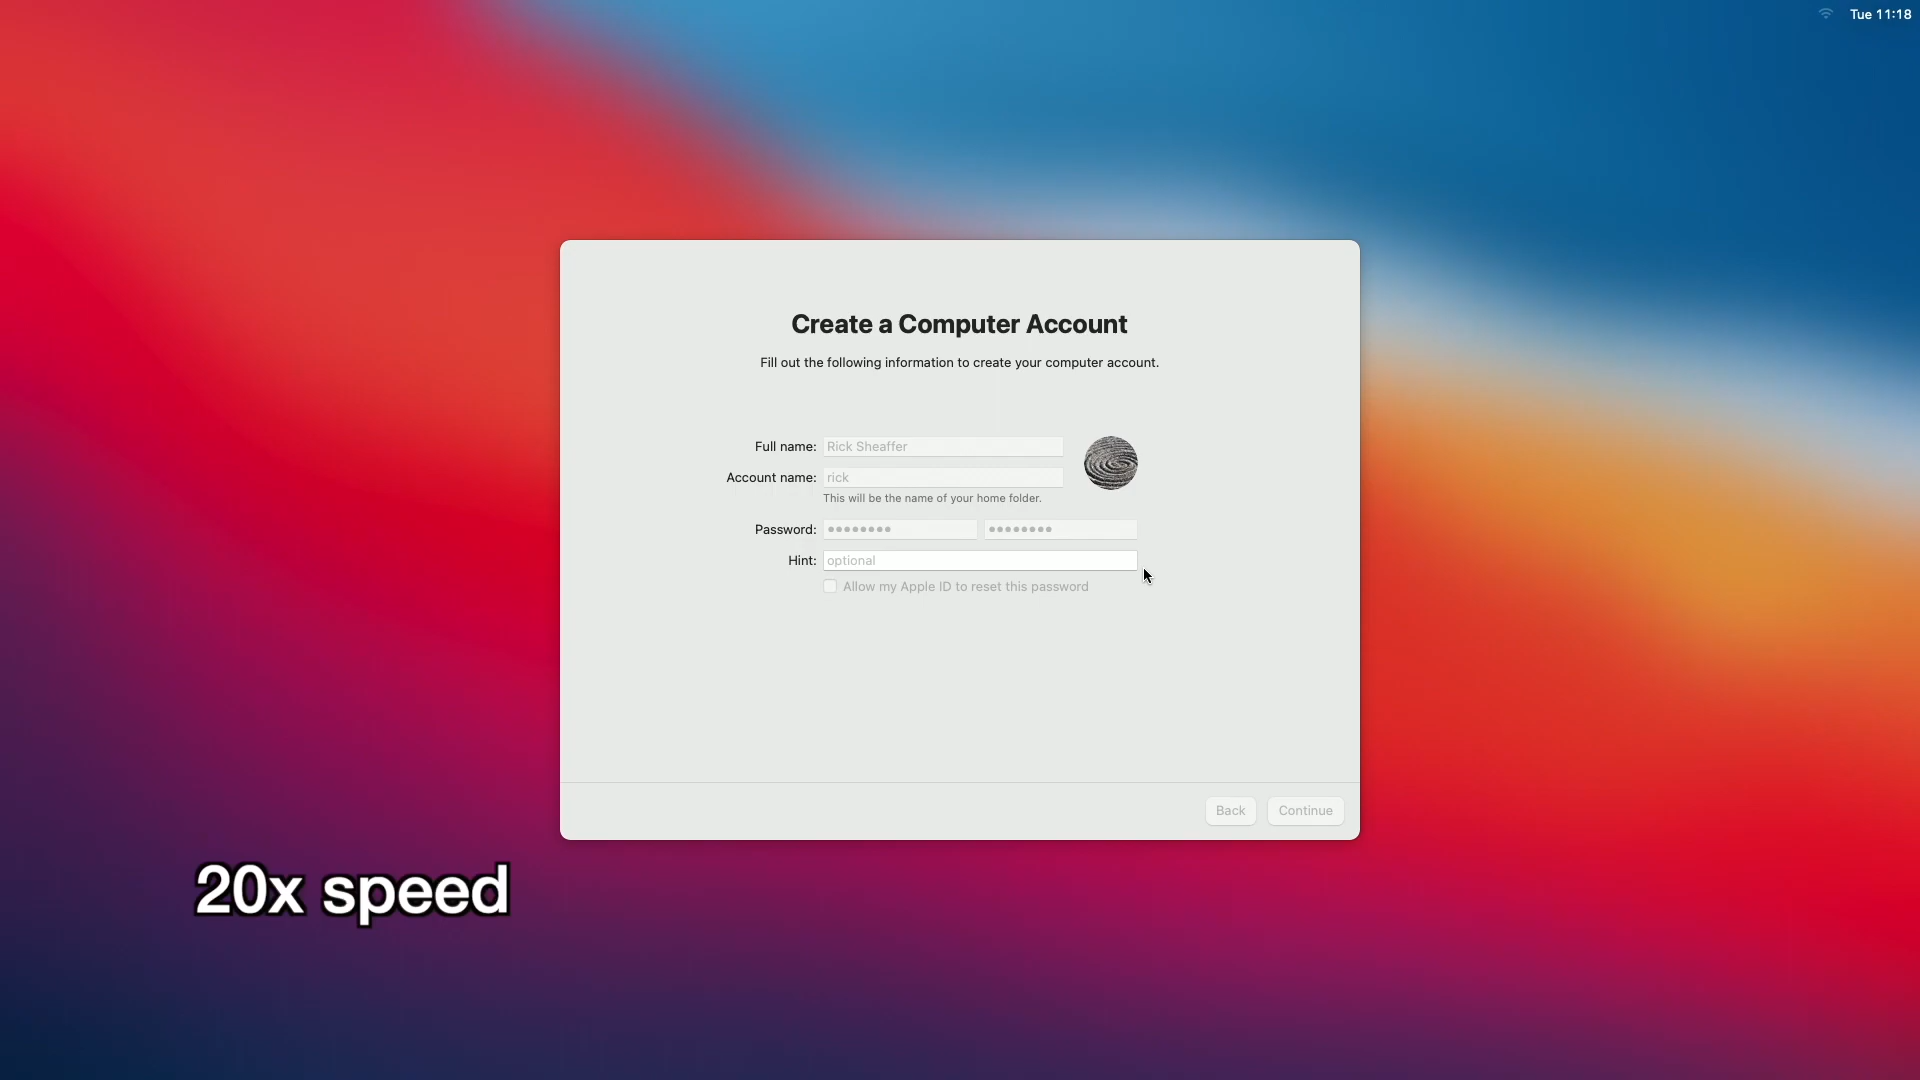 Tue 11:18
Create a Computer Account
Fill out the following information to create your computer account.
Full name: Rick Sheaffer
Account name: rick
This will be the name of your home folder.
Password: ●●●●●●●● ●●●●●●●●
Hint: optional
Allow my Apple ID to reset this password
Back Continue
20x speed